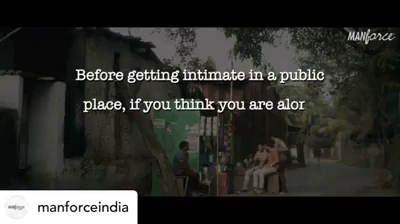 MANforce
Before getting intimate in a public
place, if you think you are alor
manforceindia